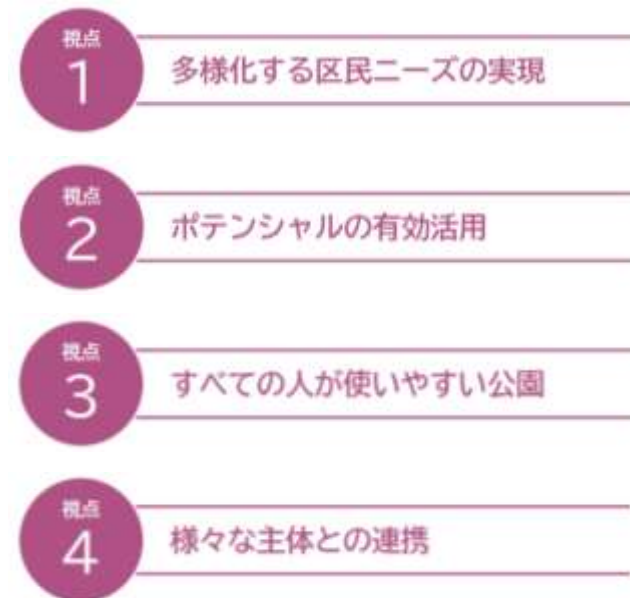 視点
1
多様化する区民ニーズの実現
視点
2
ポテンシャルの有効活用
視点
3
すべての人が使いやすい公園
視点
4
様々な主体との連携